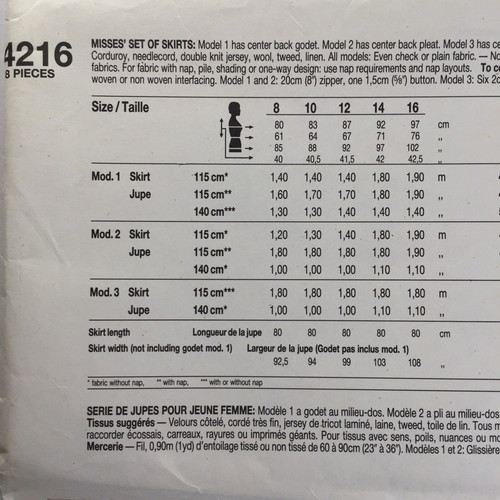 4216
8 PIECES
MISSES' SET OF SKIRTS: Model 1 has center back godet. Model 2 has center back pleat. Model 3 has
Corduroy, needlecord, double knit jersey, wool, tweed, linen. All models: Even check or plain fabric. —
fabrics. For fabric with nap, pile, shading or one-way design: use nap requirements and nap layouts. To
woven or non woven interfacing. Model 1 and 2: 20cm (8") zipper, one 1,5cm (⅝") button. Model 3: Six
Size / Taille 8 10 12 14 16
80 83 87 92 97 cm
61 64 67 71 76 ,,
85 88 92 97 102 ,,
40 40,5 41,5 42 42,5 ,,
Mod. 1 Skirt 115 cm* 1,40 1,40 1,40 1,80 1,90 m
Jupe 115 cm** 1,60 1,70 1,70 1,80 1,90 ,,
140 cm*** 1,30 1,30 1,40 1,40 1,40 ,,
Mod. 2 Skirt 115 cm* 1,20 1,30 1,40 1,80 1,90 m
Jupe 115 cm** 1,80 1,80 1,80 1,80 1,90 ,,
140 cm* 1,00 1,00 1,00 1,10 1,10 ,,
Mod. 3 Skirt 115 cm*** 1,80 1,80 1,80 1,80 1,80 m
Jupe 140 cm* 1,00 1,00 1,00 1,10 1,10 ,,
Skirt length Longueur de la jupe 80 80 80 80 80 cm
Skirt width (not including godet mod. 1) Largeur de la jupe (Godet pas inclus mod. 1)
92,5 94 99 103 108 ,,
* fabric without nap, ** with nap, *** with or without nap
SERIE DE JUPES POUR JEUNE FEMME: Modèle 1 a godet au milieu-dos. Modèle 2 a pli au milieu-dos.
Tissus suggérés — Velours côtelé, cordé très fin, jersey de tricot laminé, laine, tweed, toile de lin. Tous
raccorder écossais, carreaux, rayures ou imprimés géants. Pour tissus avec sens, poils, nuances ou
Mercerie — Fil, 0,90m (1yd) d'entoilage tissé ou non tissé de 60 à 90cm (23" à 36"). Modèles 1 et 2: Glissière